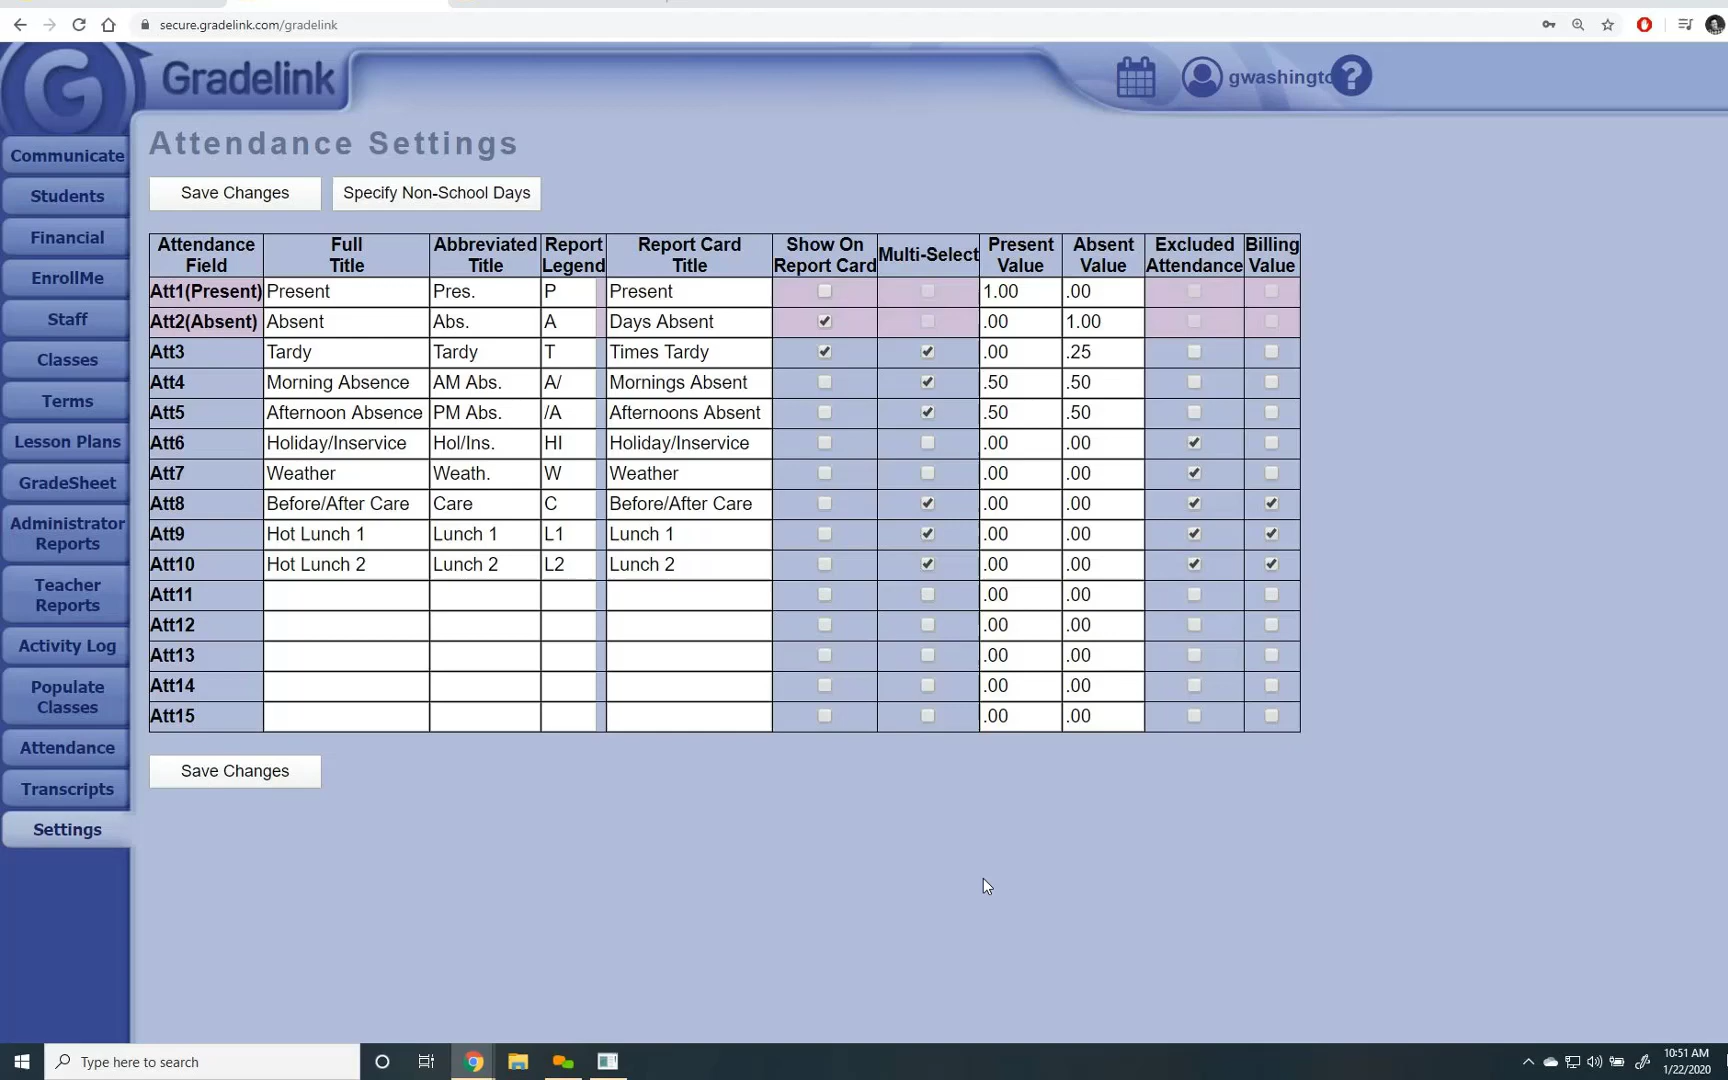 secure.gradelink.com/gradelink
Gradelink
gwashingto
Communicate
Students
Financial
EnrollMe
Staff
Classes
Terms
Lesson Plans
GradeSheet
Administrator
Reports
Teacher
Reports
Activity Log
Populate
Classes
Attendance
Transcripts
Settings
Attendance Settings
Save Changes Specify Non-School Days
Attendance Field Full Title Abbreviated Title Report Legend Report Card Title Show On Report Card Multi-Select Present Value Absent Value Excluded Attendance Billing Value
Att1(Present) Present Pres. P Present 1.00 .00
Att2(Absent) Absent Abs. A Days Absent .00 1.00
Att3 Tardy Tardy T Times Tardy .00 .25
Att4 Morning Absence AM Abs. A/ Mornings Absent .50 .50
Att5 Afternoon Absence PM Abs. /A Afternoons Absent .50 .50
Att6 Holiday/Inservice Hol/Ins. HI Holiday/Inservice .00 .00
Att7 Weather Weath. W Weather .00 .00
Att8 Before/After Care Care C Before/After Care .00 .00
Att9 Hot Lunch 1 Lunch 1 L1 Lunch 1 .00 .00
Att10 Hot Lunch 2 Lunch 2 L2 Lunch 2 .00 .00
Att11 .00 .00
Att12 .00 .00
Att13 .00 .00
Att14 .00 .00
Att15 .00 .00
Save Changes
Type here to search
10:51 AM
1/22/2020